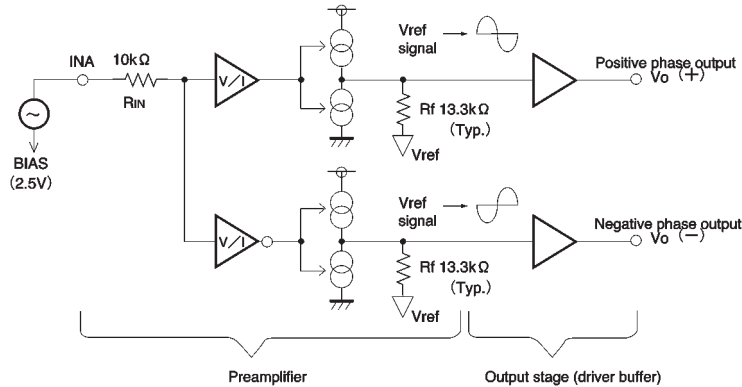 INA
10kΩ
RIN
~
BIAS
(2.5V)
V/I
Vref
signal
Rf 13.3kΩ
(Typ.)
Vref
Positive phase output
Vo (+)
V/I
Vref
signal
Rf 13.3kΩ
(Typ.)
Vref
Negative phase output
Vo (−)
Preamplifier
Output stage (driver buffer)